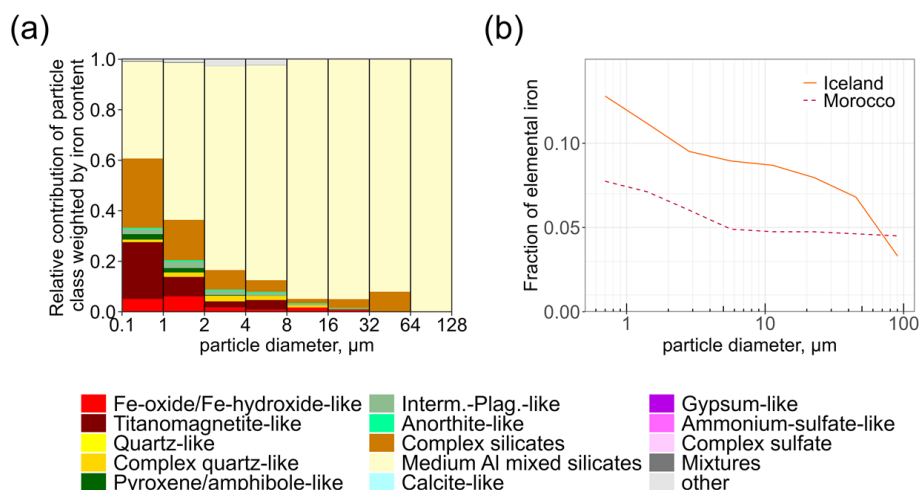 (a)
(b)
Relative contribution of particle
class weighted by iron content
1.0
0.8
0.6
0.4
0.2
0.0
0.1 1 2 4 8 16 32 64 128
particle diameter, µm
Fraction of elemental iron
0.10
0.05
0.00
Iceland
Morocco
1 10 100
particle diameter, µm
Fe-oxide/Fe-hydroxide-like
Titanomagnetite-like
Quartz-like
Complex quartz-like
Pyroxene/amphibole-like
Interm.-Plag.-like
Anorthite-like
Complex silicates
Medium Al mixed silicates
Calcite-like
Gypsum-like
Ammonium-sulfate-like
Complex sulfate
Mixtures
other